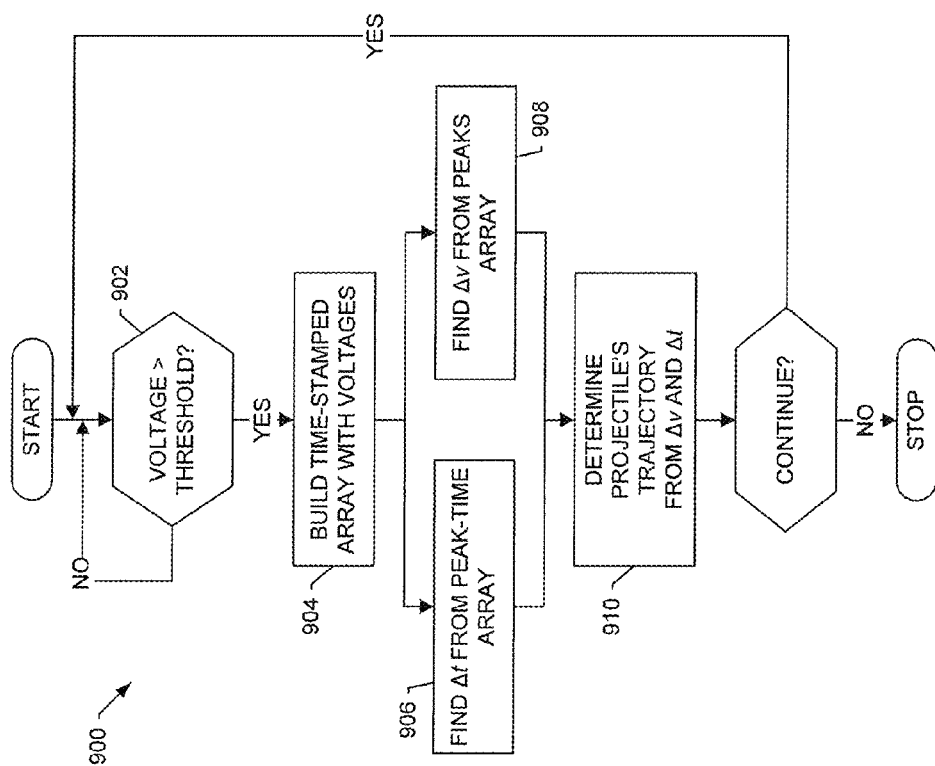 900
START
NO
VOLTAGE >
THRESHOLD?
902
YES
YES
904
BUILD TIME-STAMPED
ARRAY WITH VOLTAGES
906
FIND Δt FROM PEAK-TIME
ARRAY
FIND Δv FROM PEAKS
ARRAY
908
910
DETERMINE
PROJECTILE'S
TRAJECTORY
FROM Δv AND Δt
CONTINUE?
NO
STOP